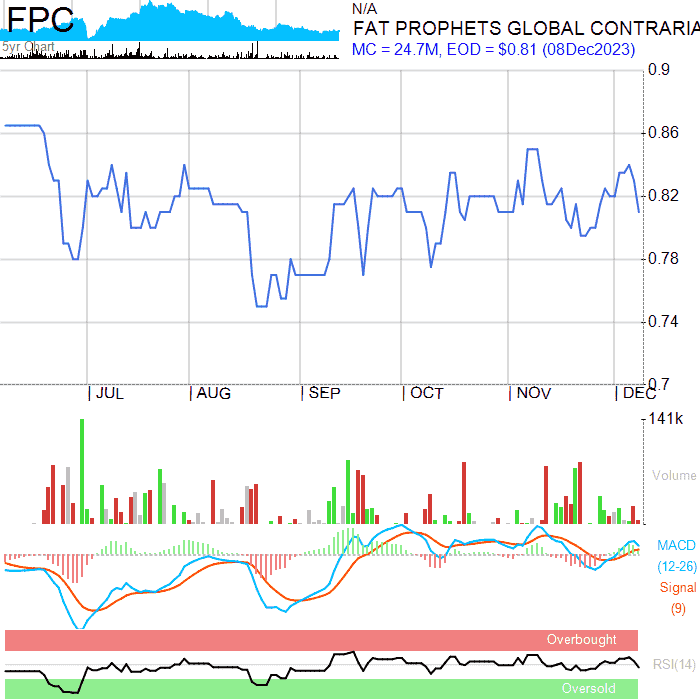 FPC
5yr Chart
N/A
FAT PROPHETS GLOBAL CONTRARIA
MC = 24.7M, EOD = $0.81 (08Dec2023)
0.9
0.86
0.82
0.78
0.74
0.7
JUL AUG SEP OCT NOV DEC
141k
Volume
MACD
(12-26)
Signal
(9)
Overbought
RSI(14)
Oversold